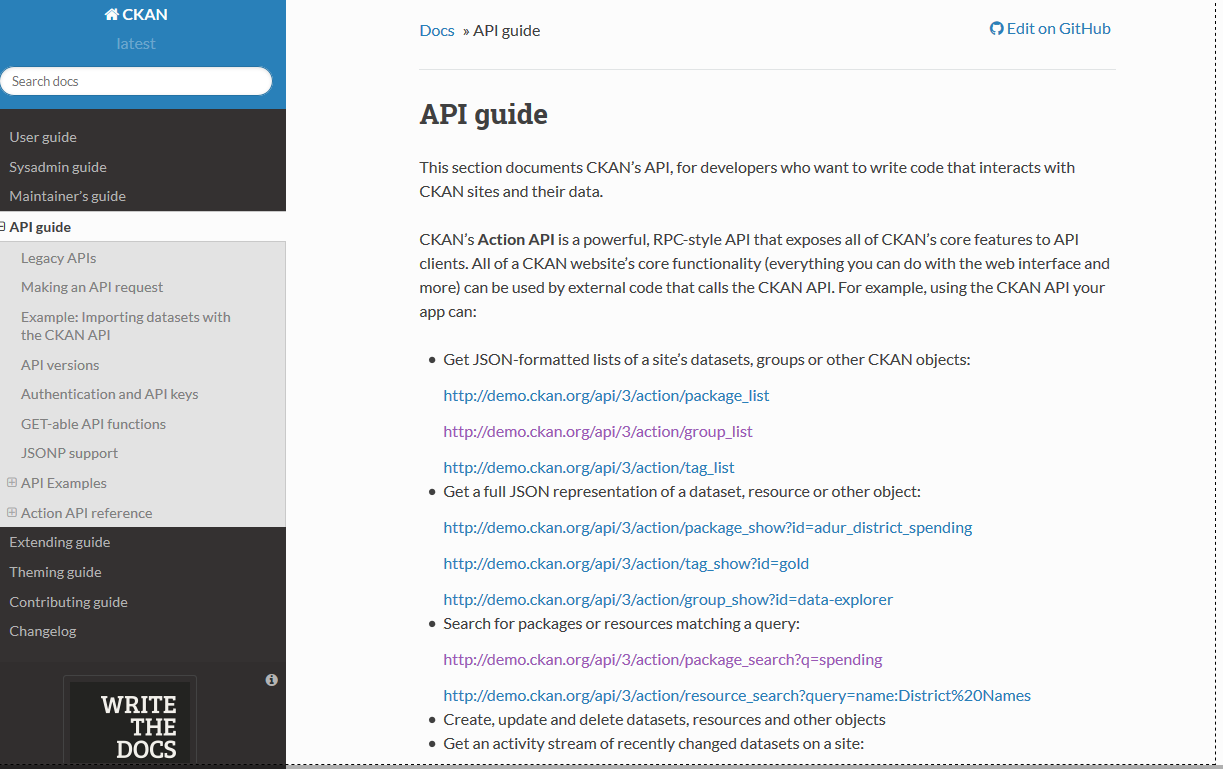 CKAN
latest
Search docs
User guide
Sysadmin guide
Maintainer’s guide
API guide
Legacy APIs
Making an API request
Example: Importing datasets with
the CKAN API
API versions
Authentication and API keys
GET-able API functions
JSONP support
API Examples
Action API reference
Extending guide
Theming guide
Contributing guide
Changelog
WRITE
THE
DOCS
Docs » API guide
Edit on GitHub
API guide
This section documents CKAN’s API, for developers who want to write code that interacts with
CKAN sites and their data.
CKAN’s Action API is a powerful, RPC-style API that exposes all of CKAN’s core features to API
clients. All of a CKAN website’s core functionality (everything you can do with the web interface and
more) can be used by external code that calls the CKAN API. For example, using the CKAN API your
app can:
• Get JSON-formatted lists of a site’s datasets, groups or other CKAN objects:
http://demo.ckan.org/api/3/action/package_list
http://demo.ckan.org/api/3/action/group_list
http://demo.ckan.org/api/3/action/tag_list
• Get a full JSON representation of a dataset, resource or other object:
http://demo.ckan.org/api/3/action/package_show?id=adur_district_spending
http://demo.ckan.org/api/3/action/tag_show?id=gold
http://demo.ckan.org/api/3/action/group_show?id=data-explorer
• Search for packages or resources matching a query:
http://demo.ckan.org/api/3/action/package_search?q=spending
http://demo.ckan.org/api/3/action/resource_search?query=name:District%20Names
• Create, update and delete datasets, resources and other objects
• Get an activity stream of recently changed datasets on a site: